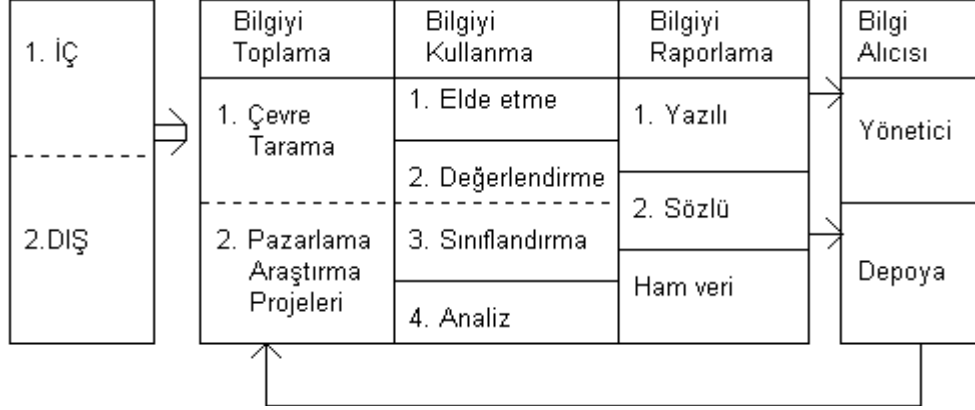 1. İÇ
2.DIŞ
Bilgiyi
Toplama
1. Çevre
Tarama
2. Pazarlama
Araştırma
Projeleri
Bilgiyi
Kullanma
1. Elde etme
2. Değerlendirme
3. Sınıflandırma
4. Analiz
Bilgiyi
Raporlama
1. Yazılı
2. Sözlü
Ham veri
Bilgi
Alıcısı
Yönetici
Depoya